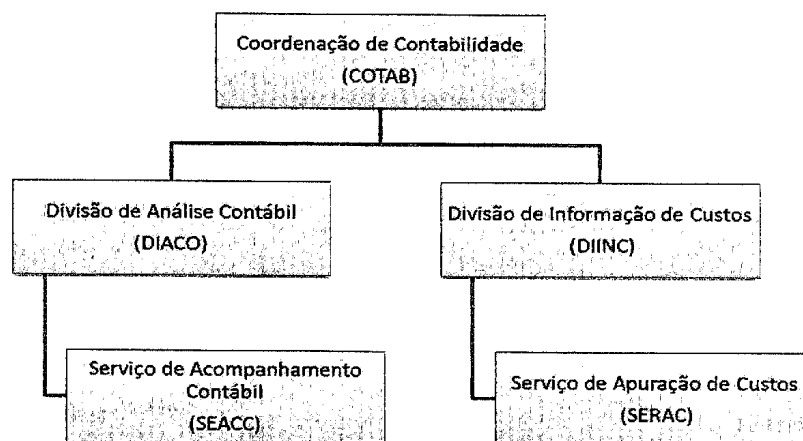 Coordenação de Contabilidade
(COTAB)
Divisão de Análise Contábil
(DIACO)
Divisão de Informação de Custos
(DIINC)
Serviço de Acompanhamento
Contábil
(SEACC)
Serviço de Apuração de Custos
(SERAC)